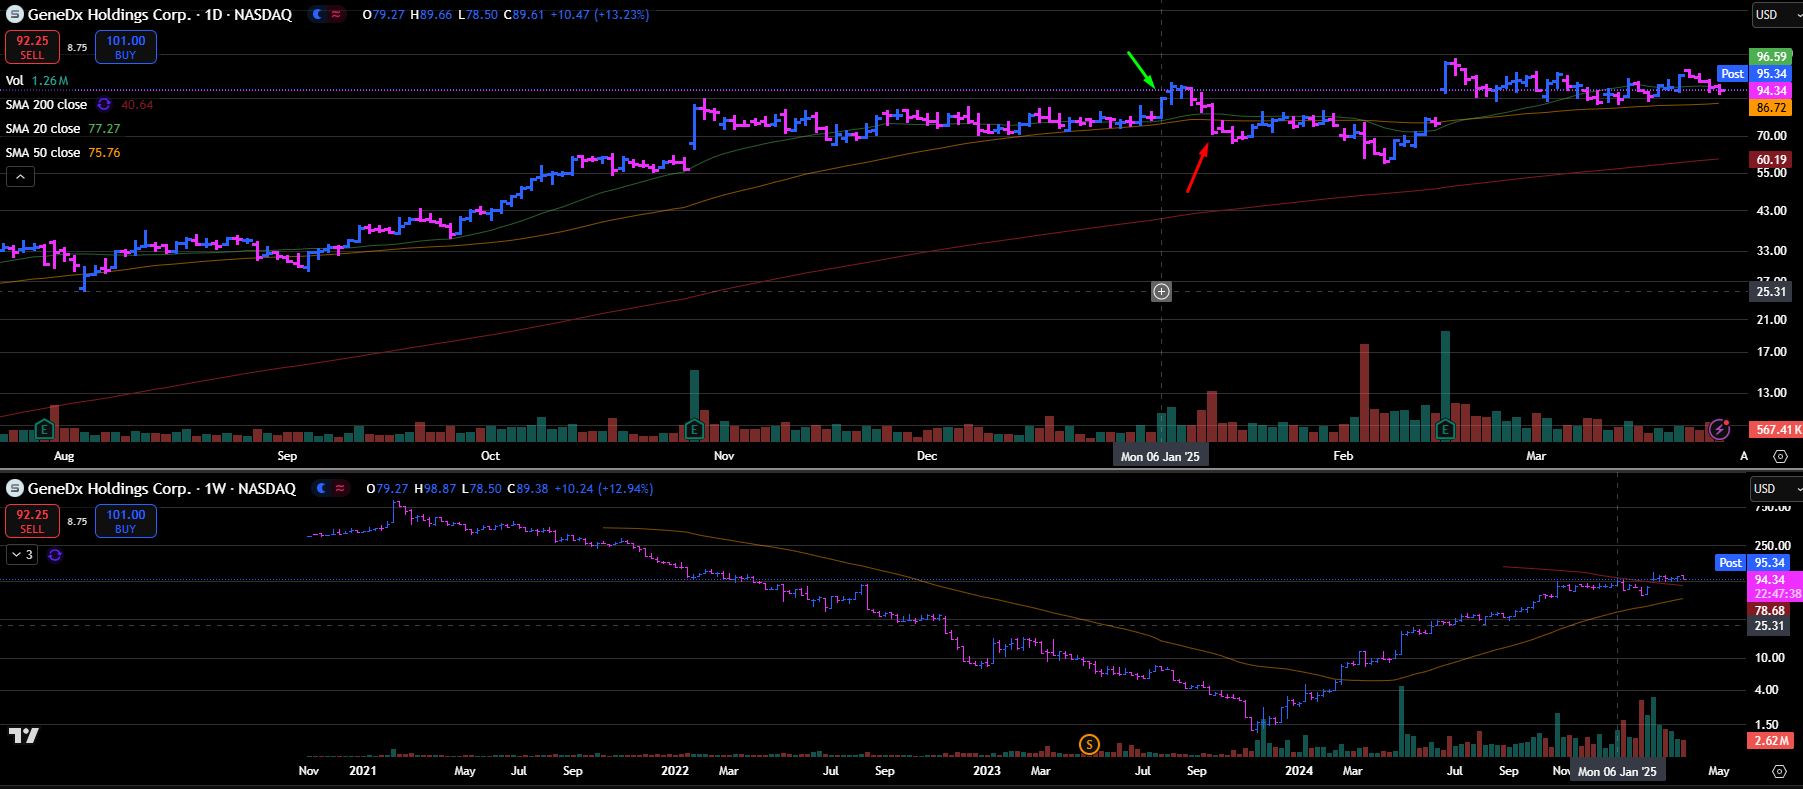 GeneDx Holdings Corp. · 1D · NASDAQ O79.27 H89.66 L78.50 C89.61 +10.47 (+13.23%)
USD
92.25 SELL 8.75 101.00 BUY
Vol 1.26M
SMA 200 close 40.64
SMA 20 close 77.27
SMA 50 close 75.76
96.59
Post 95.34
94.34
86.72
70.00
60.19
55.00
43.00
33.00
27.00
25.31
21.00
17.00
13.00
567.41K
E E E
Aug Sep Oct Nov Dec Mon 06 Jan '25 Feb Mar A
GeneDx Holdings Corp. · 1W · NASDAQ O79.27 H98.87 L78.50 C89.38 +10.24 (+12.94%)
USD
92.25 SELL 8.75 101.00 BUY
3
750.00
250.00
Post 95.34
94.34
22:47:38
78.68
25.31
10.00
4.00
1.50
2.62M
S
Nov 2021 May Jul Sep 2022 Mar Jul Sep 2023 Mar Jul Sep 2024 Mar Jul Sep Nov Mon 06 Jan '25 May